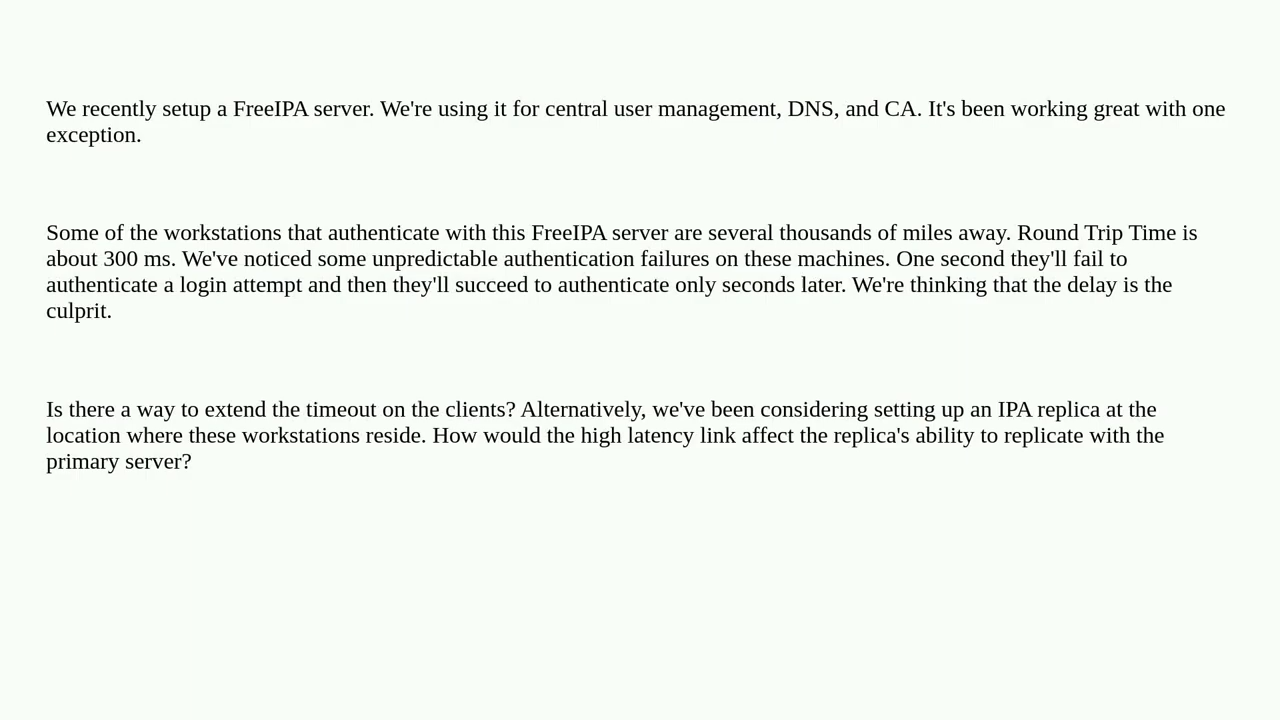 We recently setup a FreeIPA server. We're using it for central user management, DNS, and CA. It's been working great with one
exception.
Some of the workstations that authenticate with this FreeIPA server are several thousands of miles away. Round Trip Time is
about 300 ms. We've noticed some unpredictable authentication failures on these machines. One second they'll fail to
authenticate a login attempt and then they'll succeed to authenticate only seconds later. We're thinking that the delay is the
culprit.
Is there a way to extend the timeout on the clients? Alternatively, we've been considering setting up an IPA replica at the
location where these workstations reside. How would the high latency link affect the replica's ability to replicate with the
primary server?